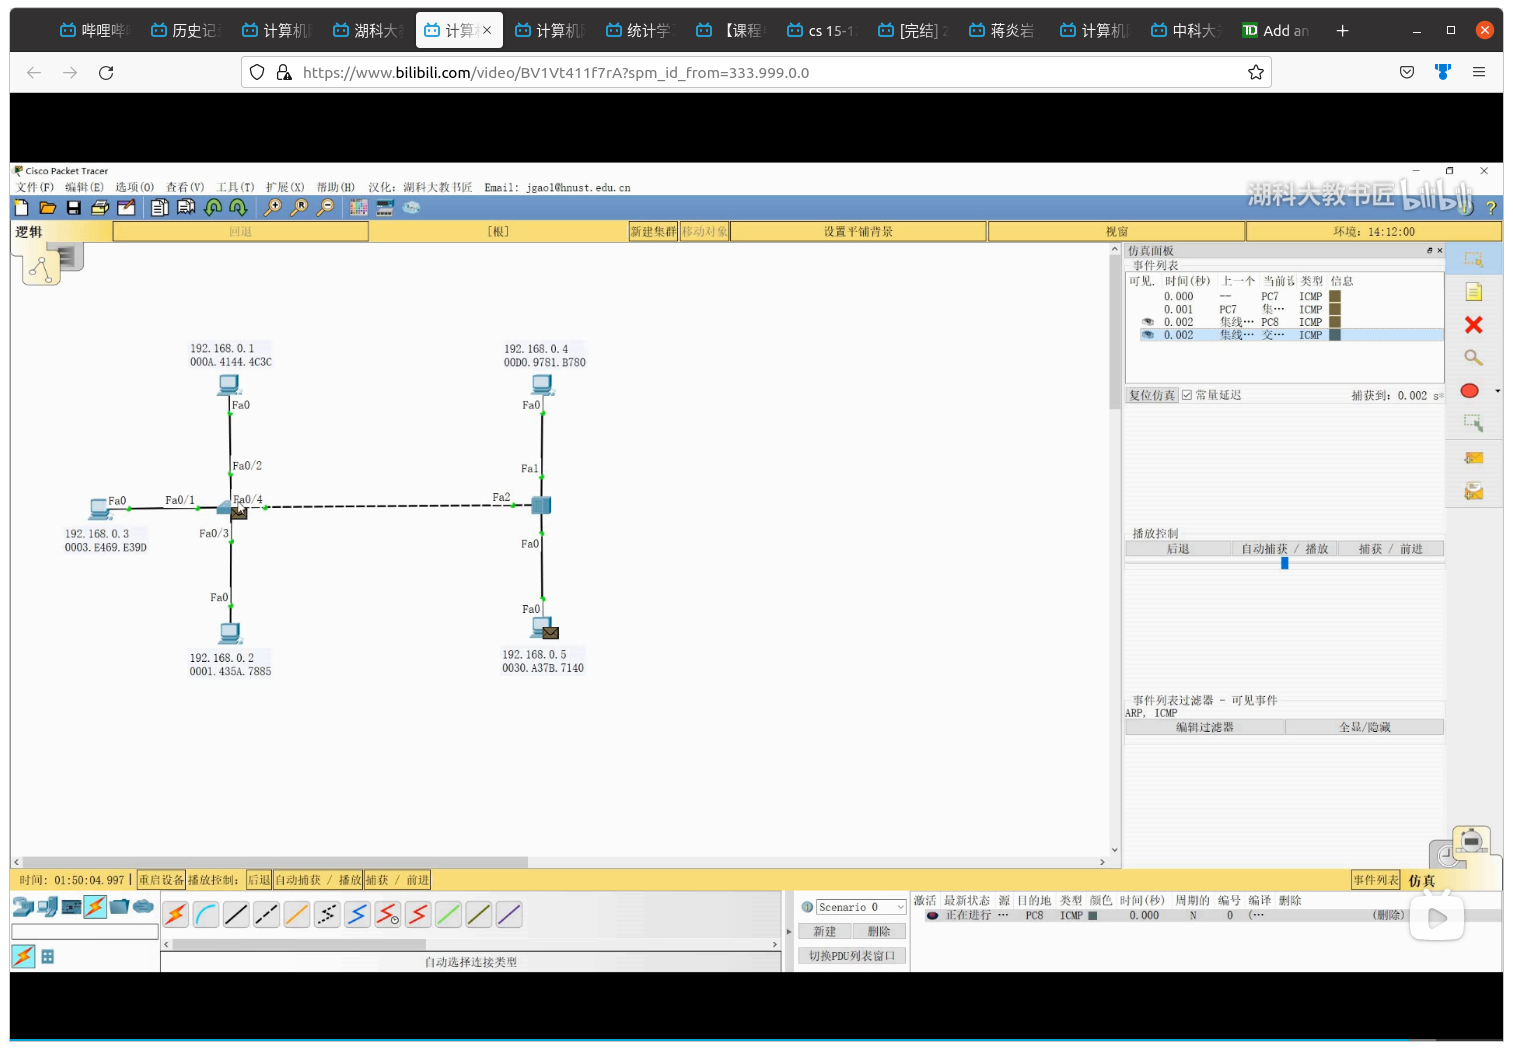 哔哩哔
历史记
计算机
湖科大
计算
计算机
统计学
【课程
cs 15-1
[完结] 2
蒋炎岩
计算机
中科大
TD Add an
https://www.bilibili.com/video/BV1Vt411f7rA?spm_id_from=333.999.0.0
Cisco Packet Tracer
文件(F) 编辑(E) 选项(O) 查看(V) 工具(T) 扩展(X) 帮助(H) 汉化: 湖科大教书匠 Email: jgaol@hnust.edu.cn
湖科大教书匠 bilibili
逻辑 回退 [根] 新建集群 移动对象 设置平铺背景 视窗 环境: 14:12:00
仿真面板
事件列表
可见. 时间(秒) 上一个 当前设 类型 信息
0.000 -- PC7 ICMP
0.001 PC7 集… ICMP
0.002 集线… PC8 ICMP
0.002 集线… 交… ICMP
复位仿真 常量延迟 捕获到: 0.002 s*
192.168.0.1
000A.4144.4C3C
Fa0
Fa0/2
Fa0 Fa0/1 Fa0/4
192.168.0.3
0003.E469.E39D
Fa0/3
Fa0
192.168.0.2
0001.435A.7885
192.168.0.4
00D0.9781.B780
Fa0
Fa1
Fa2
Fa0
Fa0
192.168.0.5
0030.A37B.7140
播放控制
后退 自动捕获 / 播放 捕获 / 前进
事件列表过滤器 - 可见事件
ARP, ICMP
编辑过滤器 全显/隐藏
时间: 01:50:04.997 重启设备 播放控制: 后退 自动捕获 / 播放 捕获 / 前进
事件列表 仿真
Scenario 0
新建 删除
切换PDU列表窗口
激活 最新状态 源 目的地 类型 颜色 时间(秒) 周期的 编号 编译 删除
正在进行 … PC8 ICMP 0.000 N 0 (… (删除)
自动选择连接类型